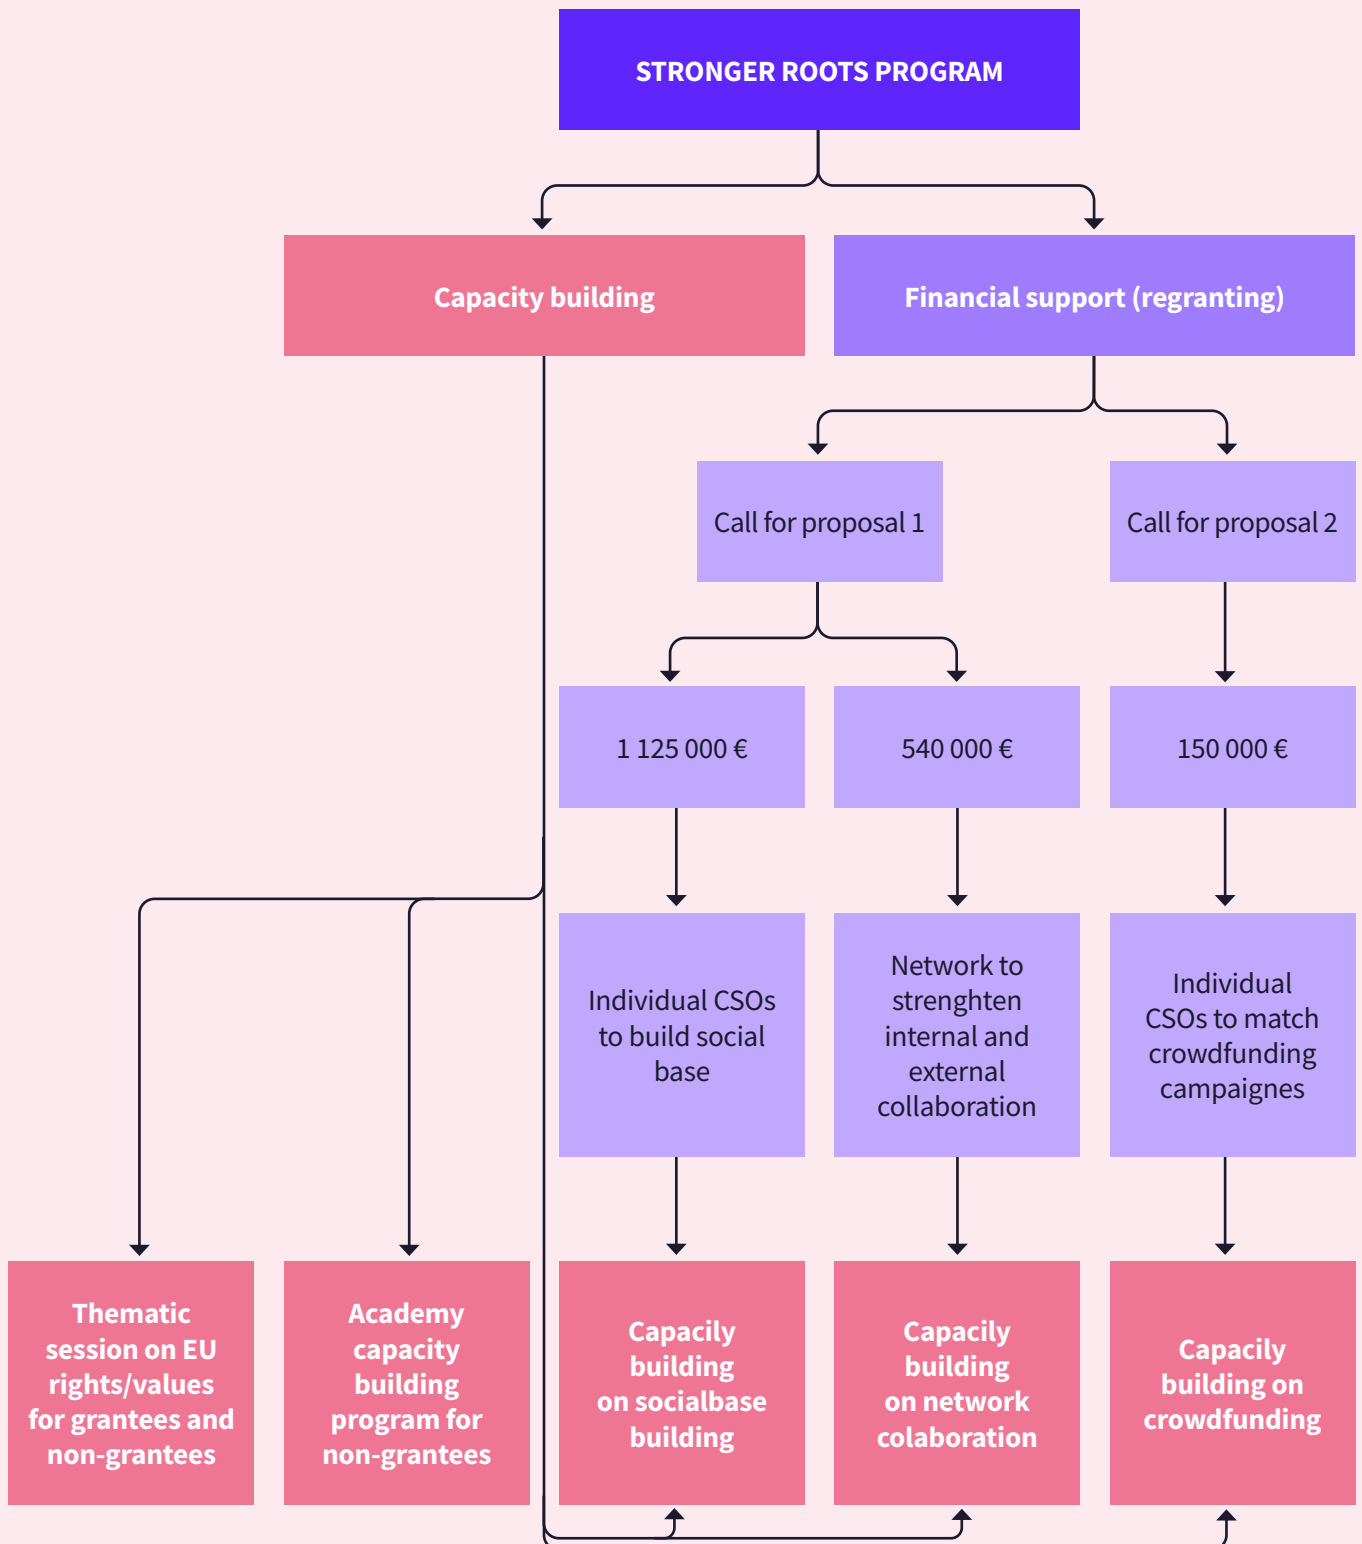 STRONGER ROOTS PROGRAM
Capacity building
Financial support (regranting)
Call for proposal 1
Call for proposal 2
1 125 000 €
540 000 €
150 000 €
Individual CSOs
to build social
base
Network to
strenghten
internal and
external
collaboration
Individual
CSOs to match
crowdfunding
campaignes
Thematic
session on EU
rights/values
for grantees and
non-grantees
Academy
capacity
building
program for
non-grantees
Capacily
building
on socialbase
building
Capacily
building
on network
colaboration
Capacily
building on
crowdfunding